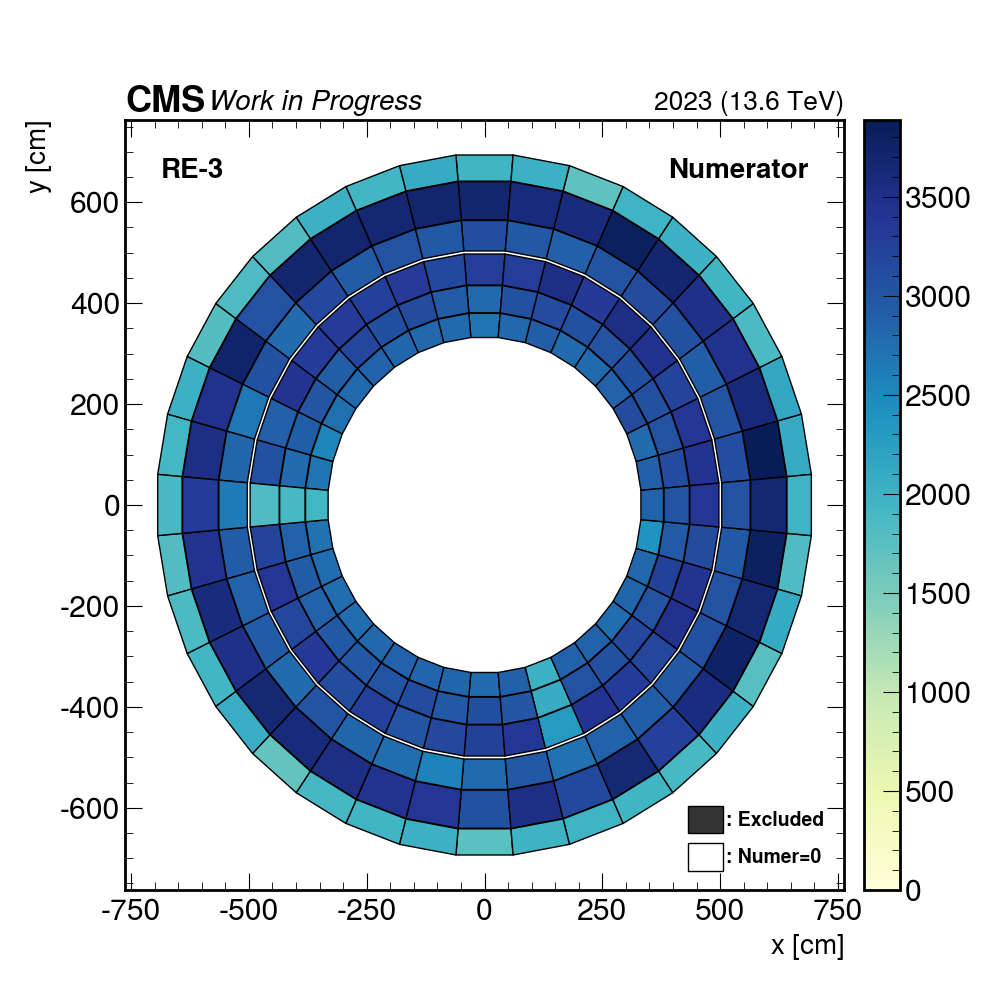 CMS Work in Progress 2023 (13.6 TeV)
y [cm]
RE-3 Numerator
600
400
200
0
-200
-400
-600
3500
3000
2500
2000
1500
1000
500
0
: Excluded
: Numer=0
-750 -500 -250 0 250 500 750
x [cm]